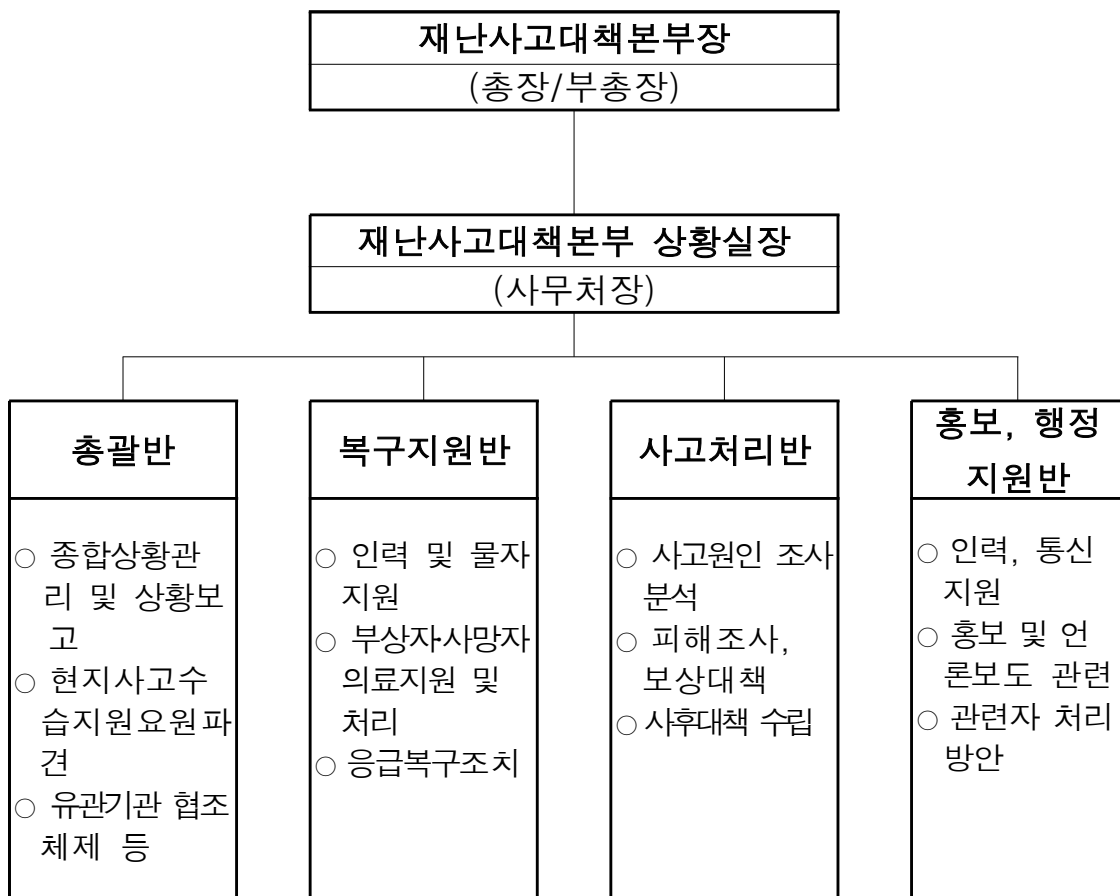 재난사고대책본부장
(총장/부총장)
재난사고대책본부 상황실장
(사무처장)
총괄반
○ 종합상황관
리 및 상황보
고
○ 현지사고수
습지원요원파
견
○ 유관기관 협조
체제 등
복구지원반
○ 인력 및 물자
지원
○ 부상자·사망자
의료지원 및
처리
○ 응급복구조치
사고처리반
○ 사고원인 조사
분석
○ 피해조사,
보상대책
○ 사후대책 수립
홍보, 행정
지원반
○ 인력, 통신
지원
○ 홍보 및 언
론보도 관련
○ 관련자 처리
방안